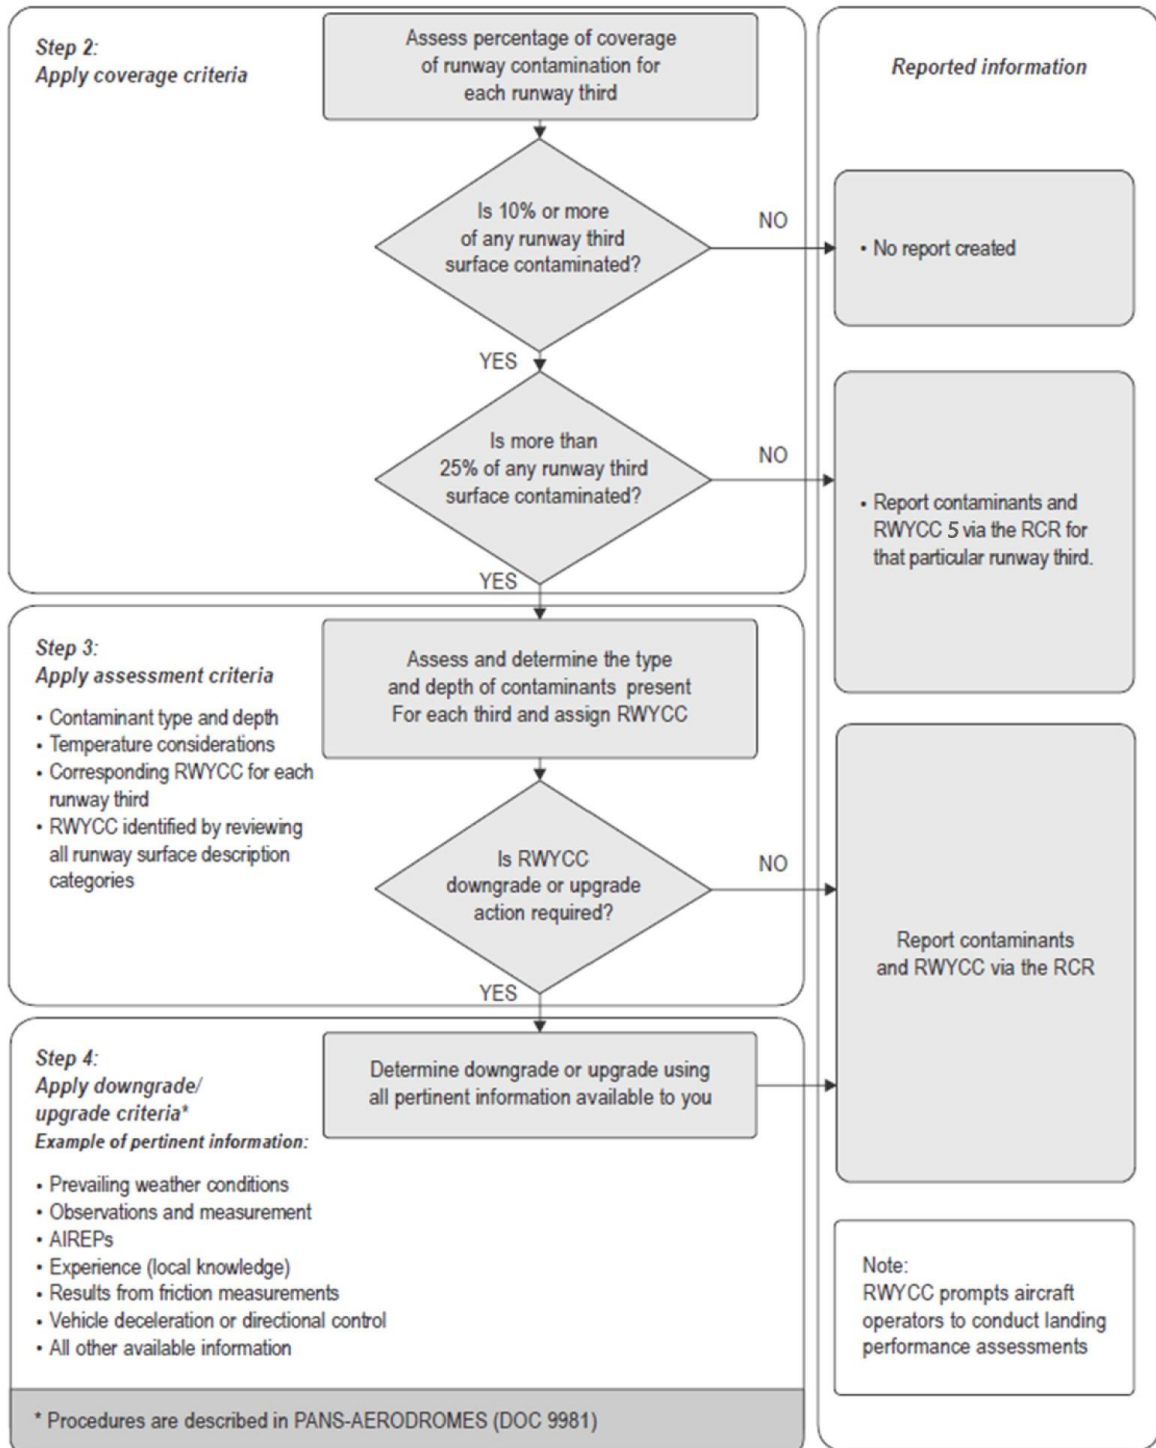 Step 2:
Apply coverage criteria
Assess percentage of coverage
of runway contamination for
each runway third
Reported information
Is 10% or more
of any runway third
surface contaminated?
NO
• No report created
YES
Is more than
25% of any runway third
surface contaminated?
NO
• Report contaminants and
RWYCC 5 via the RCR for
that particular runway third.
YES
Step 3:
Apply assessment criteria
• Contaminant type and depth
• Temperature considerations
• Corresponding RWYCC for each
runway third
• RWYCC identified by reviewing
all runway surface description
categories
Assess and determine the type
and depth of contaminants present
For each third and assign RWYCC
Is RWYCC
downgrade or upgrade
action required?
NO
Report contaminants
and RWYCC via the RCR
YES
Step 4:
Apply downgrade/
upgrade criteria*
Example of pertinent information:
• Prevailing weather conditions
• Observations and measurement
• AIREPs
• Experience (local knowledge)
• Results from friction measurements
• Vehicle deceleration or directional control
• All other available information
Determine downgrade or upgrade using
all pertinent information available to you
Note:
RWYCC prompts aircraft
operators to conduct landing
performance assessments
* Procedures are described in PANS-AERODROMES (DOC 9981)